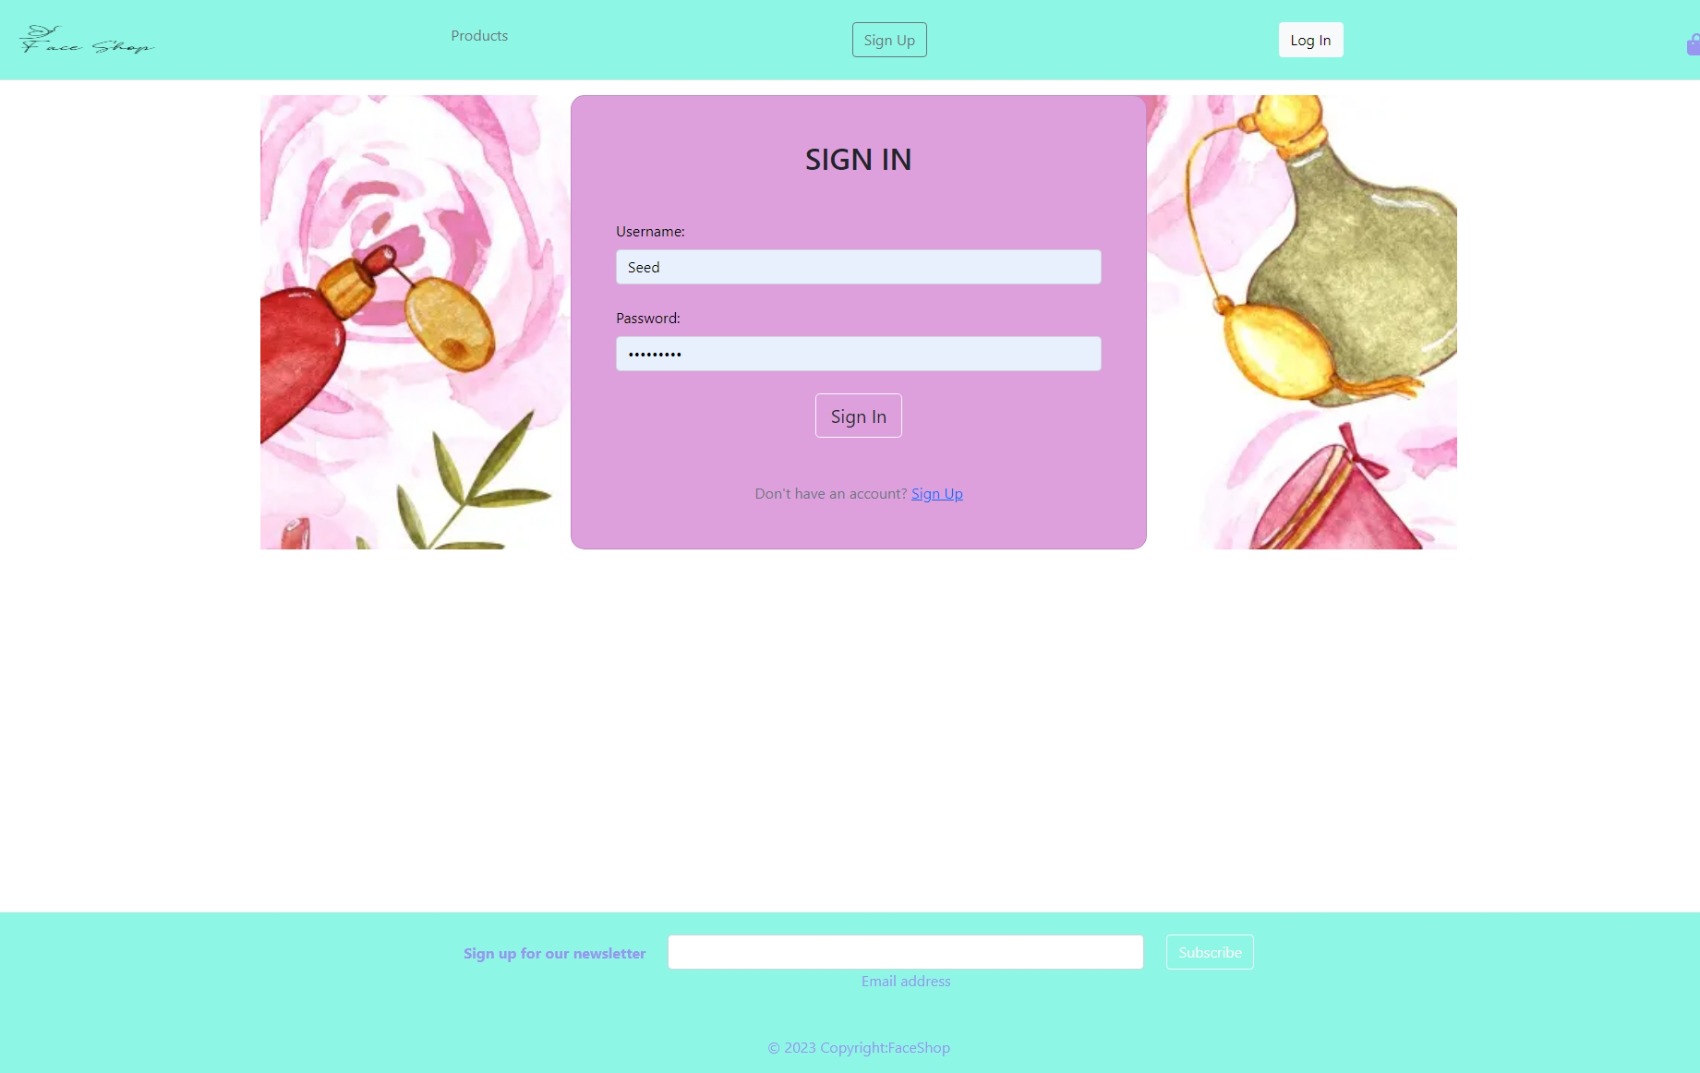 Face Shop
Products
Sign Up
Log In
SIGN IN
Username:
Seed
Password:
•••••••••
Sign In
Don't have an account? Sign Up
Sign up for our newsletter
Subscribe
Email address
© 2023 Copyright:FaceShop